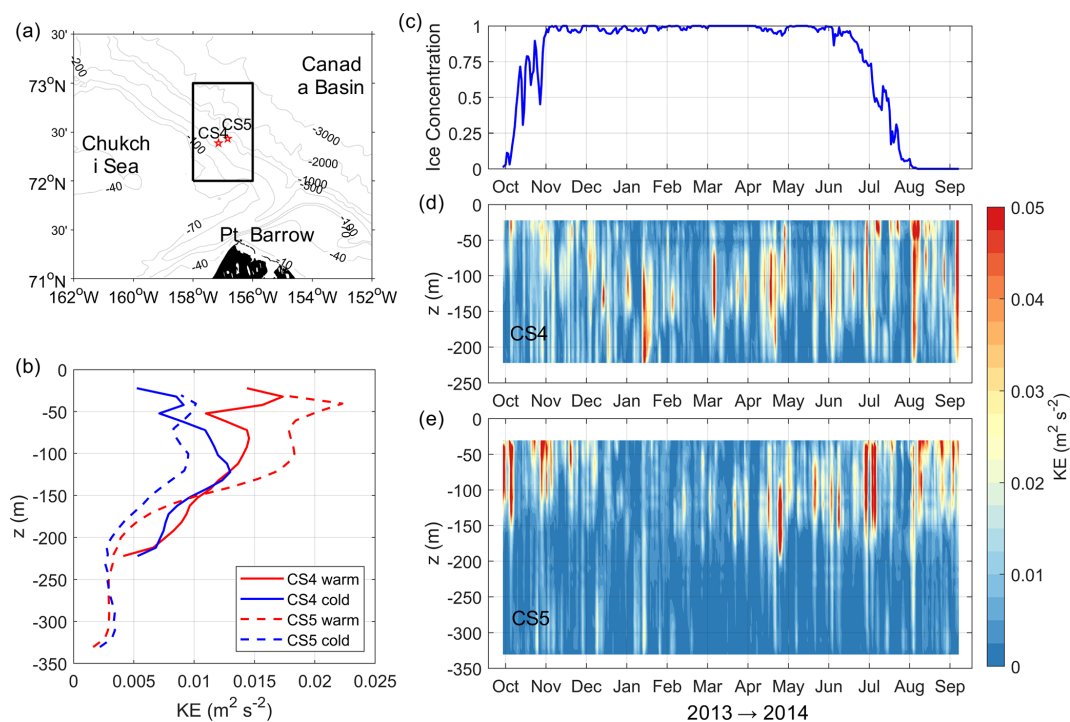 (a)
30'
73°N
30'
72°N
30'
71°N
162°W
160°W
158°W
156°W
154°W
152°W
Canad
a Basin
Chukch
i Sea
CS4
CS5
Pt. Barrow
-200
-100
-40
-70
-40
-70
-40
-3000
-2000
-1000
-500
(b)
0
-50
-100
-150
-200
-250
-300
-350
z (m)
0
0.005
0.01
0.015
0.02
0.025
KE (m² s⁻²)
CS4 warm
CS4 cold
CS5 warm
CS5 cold
(c)
1
0.75
0.5
0.25
0
Ice Concentration
Oct Nov Dec Jan Feb Mar Apr May Jun Jul Aug Sep
(d)
0
-50
-100
-150
-200
-250
z (m)
CS4
Oct Nov Dec Jan Feb Mar Apr May Jun Jul Aug Sep
(e)
0
-50
-100
-150
-200
-250
-300
-350
z (m)
CS5
Oct Nov Dec Jan Feb Mar Apr May Jun Jul Aug Sep
2013 → 2014
0.05
0.04
0.03
0.02
0.01
0
KE (m² s⁻²)